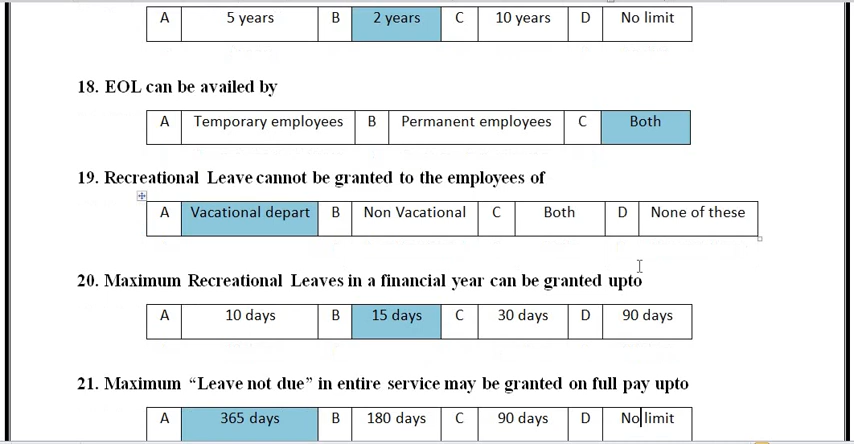 A 5 years B 2 years C 10 years D No limit
18. EOL can be availed by
A Temporary employees B Permanent employees C Both
19. Recreational Leave cannot be granted to the employees of
A Vacational depart B Non Vacational C Both D None of these
20. Maximum Recreational Leaves in a financial year can be granted upto
A 10 days B 15 days C 30 days D 90 days
21. Maximum “Leave not due” in entire service may be granted on full pay upto
A 365 days B 180 days C 90 days D No limit